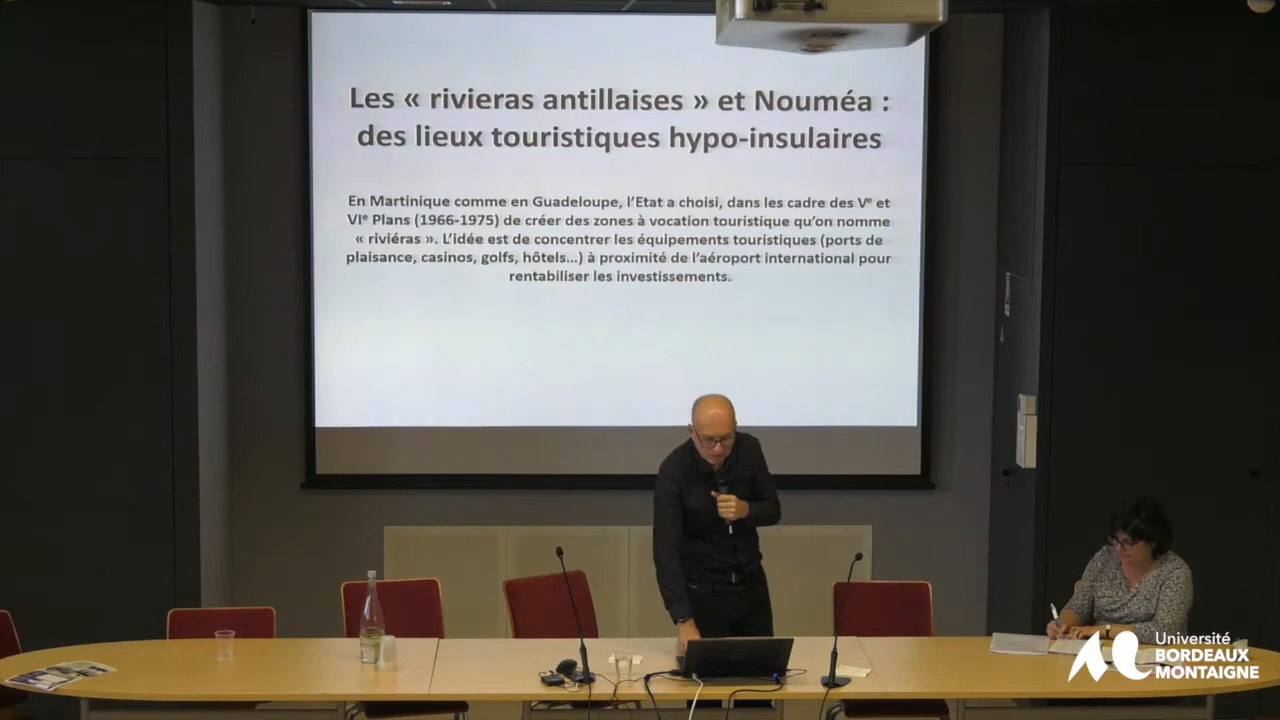 Les « rivieras antillaises » et Nouméa :
des lieux touristiques hypo-insulaires
En Martinique comme en Guadeloupe, l'Etat a choisi, dans les cadre des Vᵉ et
VIᵉ Plans (1966-1975) de créer des zones à vocation touristique qu'on nomme
« riviéras ». L'idée est de concentrer les équipements touristiques (ports de
plaisance, casinos, golfs, hôtels...) à proximité de l'aéroport international pour
rentabiliser les investissements.
Université
BORDEAUX
MONTAIGNE